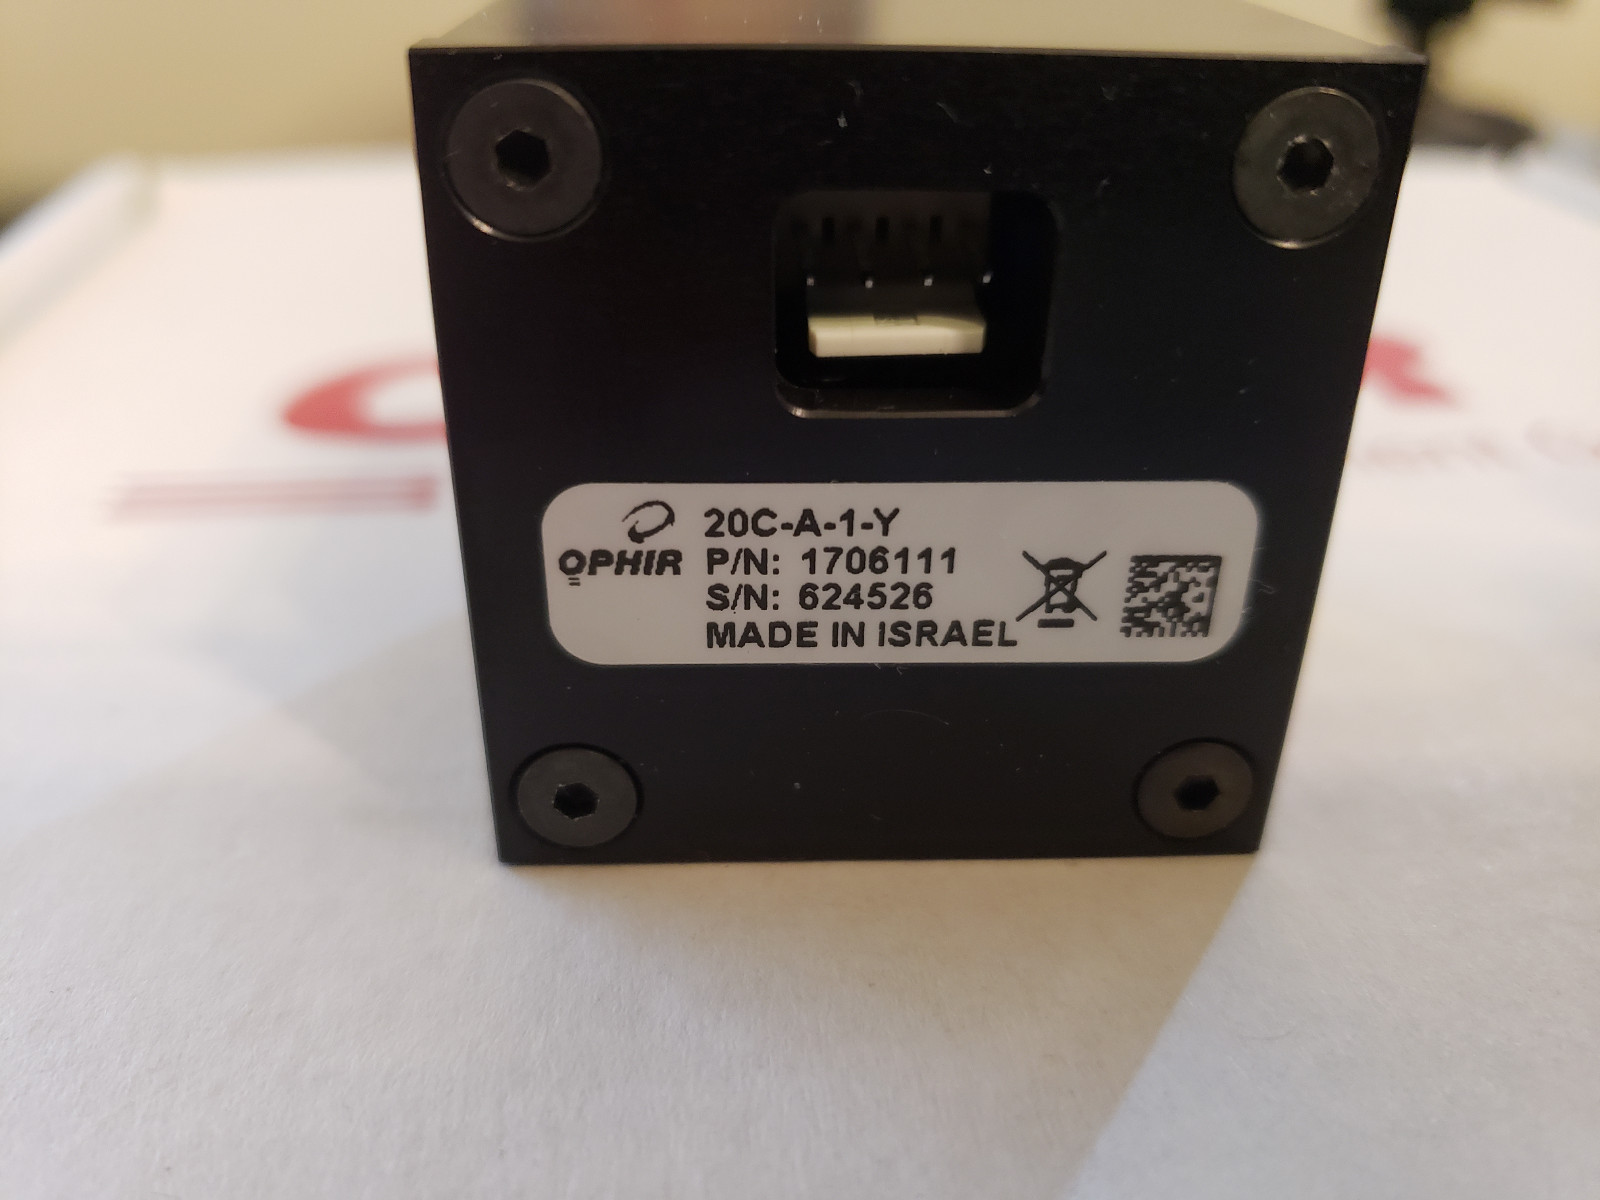 20C-A-1-Y
OPHIR
P/N: 1706111
S/N: 624526
MADE IN ISRAEL